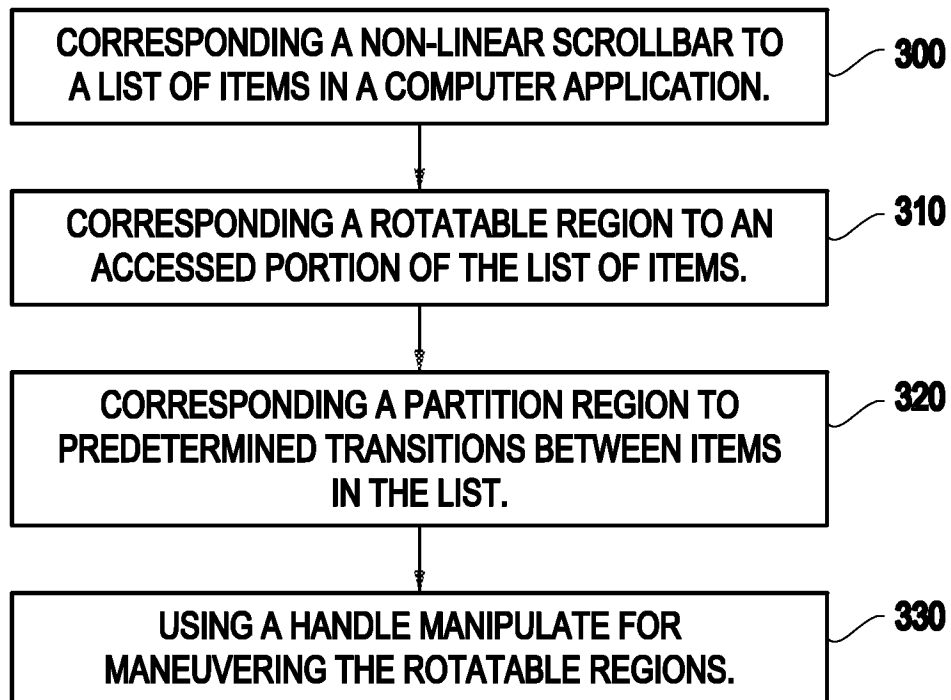 CORRESPONDING A NON-LINEAR SCROLLBAR TO
A LIST OF ITEMS IN A COMPUTER APPLICATION.
300
CORRESPONDING A ROTATABLE REGION TO AN
ACCESSED PORTION OF THE LIST OF ITEMS.
310
CORRESPONDING A PARTITION REGION TO
PREDETERMINED TRANSITIONS BETWEEN ITEMS
IN THE LIST.
320
USING A HANDLE MANIPULATE FOR
MANEUVERING THE ROTATABLE REGIONS.
330